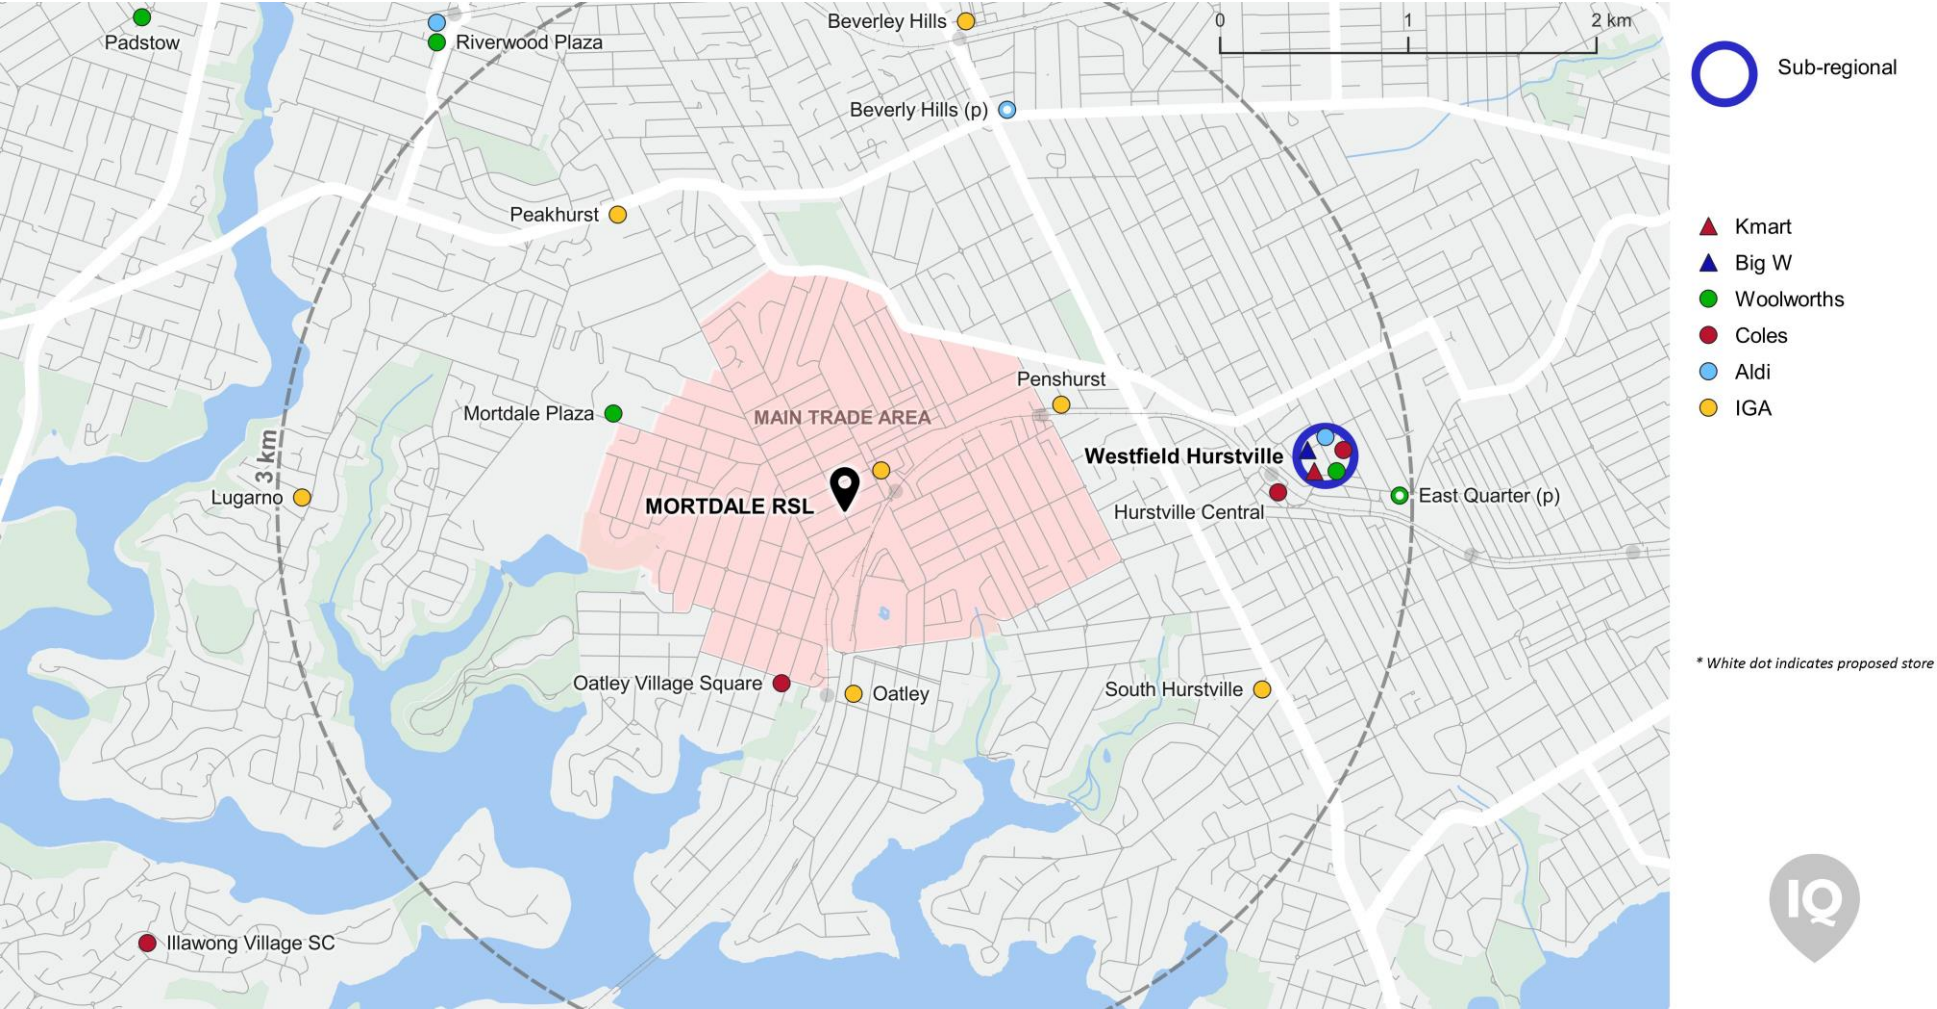 Padstow
Riverwood Plaza
Beverley Hills
0 1 2 km
Sub-regional
Beverly Hills (p)
Peakhurst
Kmart
Big W
Woolworths
Coles
Aldi
IGA
Penshurst
Mortdale Plaza
MAIN TRADE AREA
3 km
Westfield Hurstville
Lugarno
MORTDALE RSL
Hurstville Central
East Quarter (p)
* White dot indicates proposed store
Oatley Village Square
Oatley
South Hurstville
IQ
Illawong Village SC